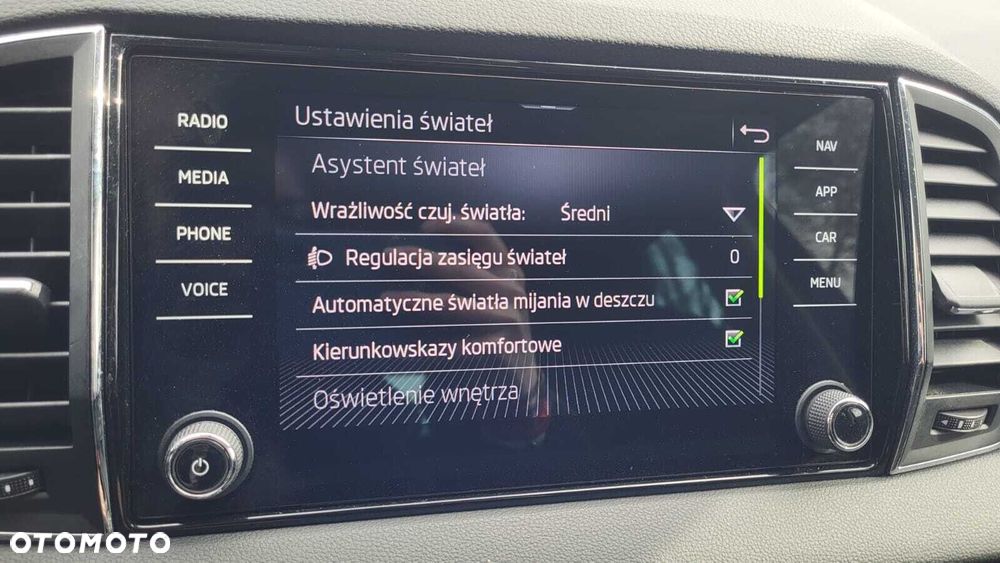 RADIO
MEDIA
PHONE
VOICE
Ustawienia świateł
Asystent świateł
Wrażliwość czuj. światła: Średni
Regulacja zasięgu świateł 0
Automatyczne światła mijania w deszczu
Kierunkowskazy komfortowe
Oświetlenie wnętrza
NAV
APP
CAR
MENU
OTOMOTO